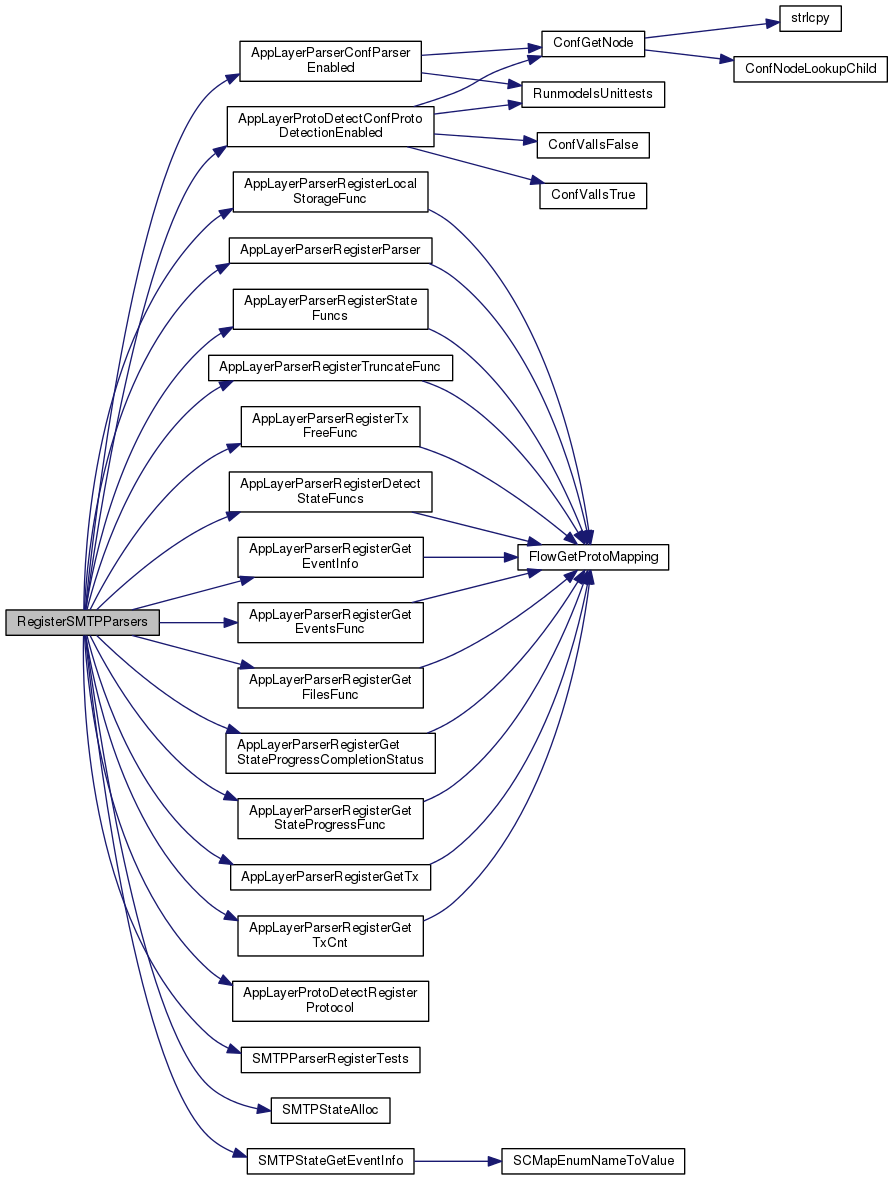 strlcpy
ConfGetNode
AppLayerParserConfParser
Enabled
ConfNodeLookupChild
RunmodeIsUnittests
AppLayerProtoDetectConfProto
DetectionEnabled
ConfValIsFalse
ConfValIsTrue
AppLayerParserRegisterLocal
StorageFunc
AppLayerParserRegisterParser
AppLayerParserRegisterState
Funcs
AppLayerParserRegisterTruncateFunc
AppLayerParserRegisterTx
FreeFunc
AppLayerParserRegisterDetect
StateFuncs
AppLayerParserRegisterGet
EventInfo
FlowGetProtoMapping
AppLayerParserRegisterGet
EventsFunc
RegisterSMTPParsers
AppLayerParserRegisterGet
FilesFunc
AppLayerParserRegisterGet
StateProgressCompletionStatus
AppLayerParserRegisterGet
StateProgressFunc
AppLayerParserRegisterGetTx
AppLayerParserRegisterGet
TxCnt
AppLayerProtoDetectRegister
Protocol
SMTPParserRegisterTests
SMTPStateAlloc
SMTPStateGetEventInfo
SCMapEnumNameToValue